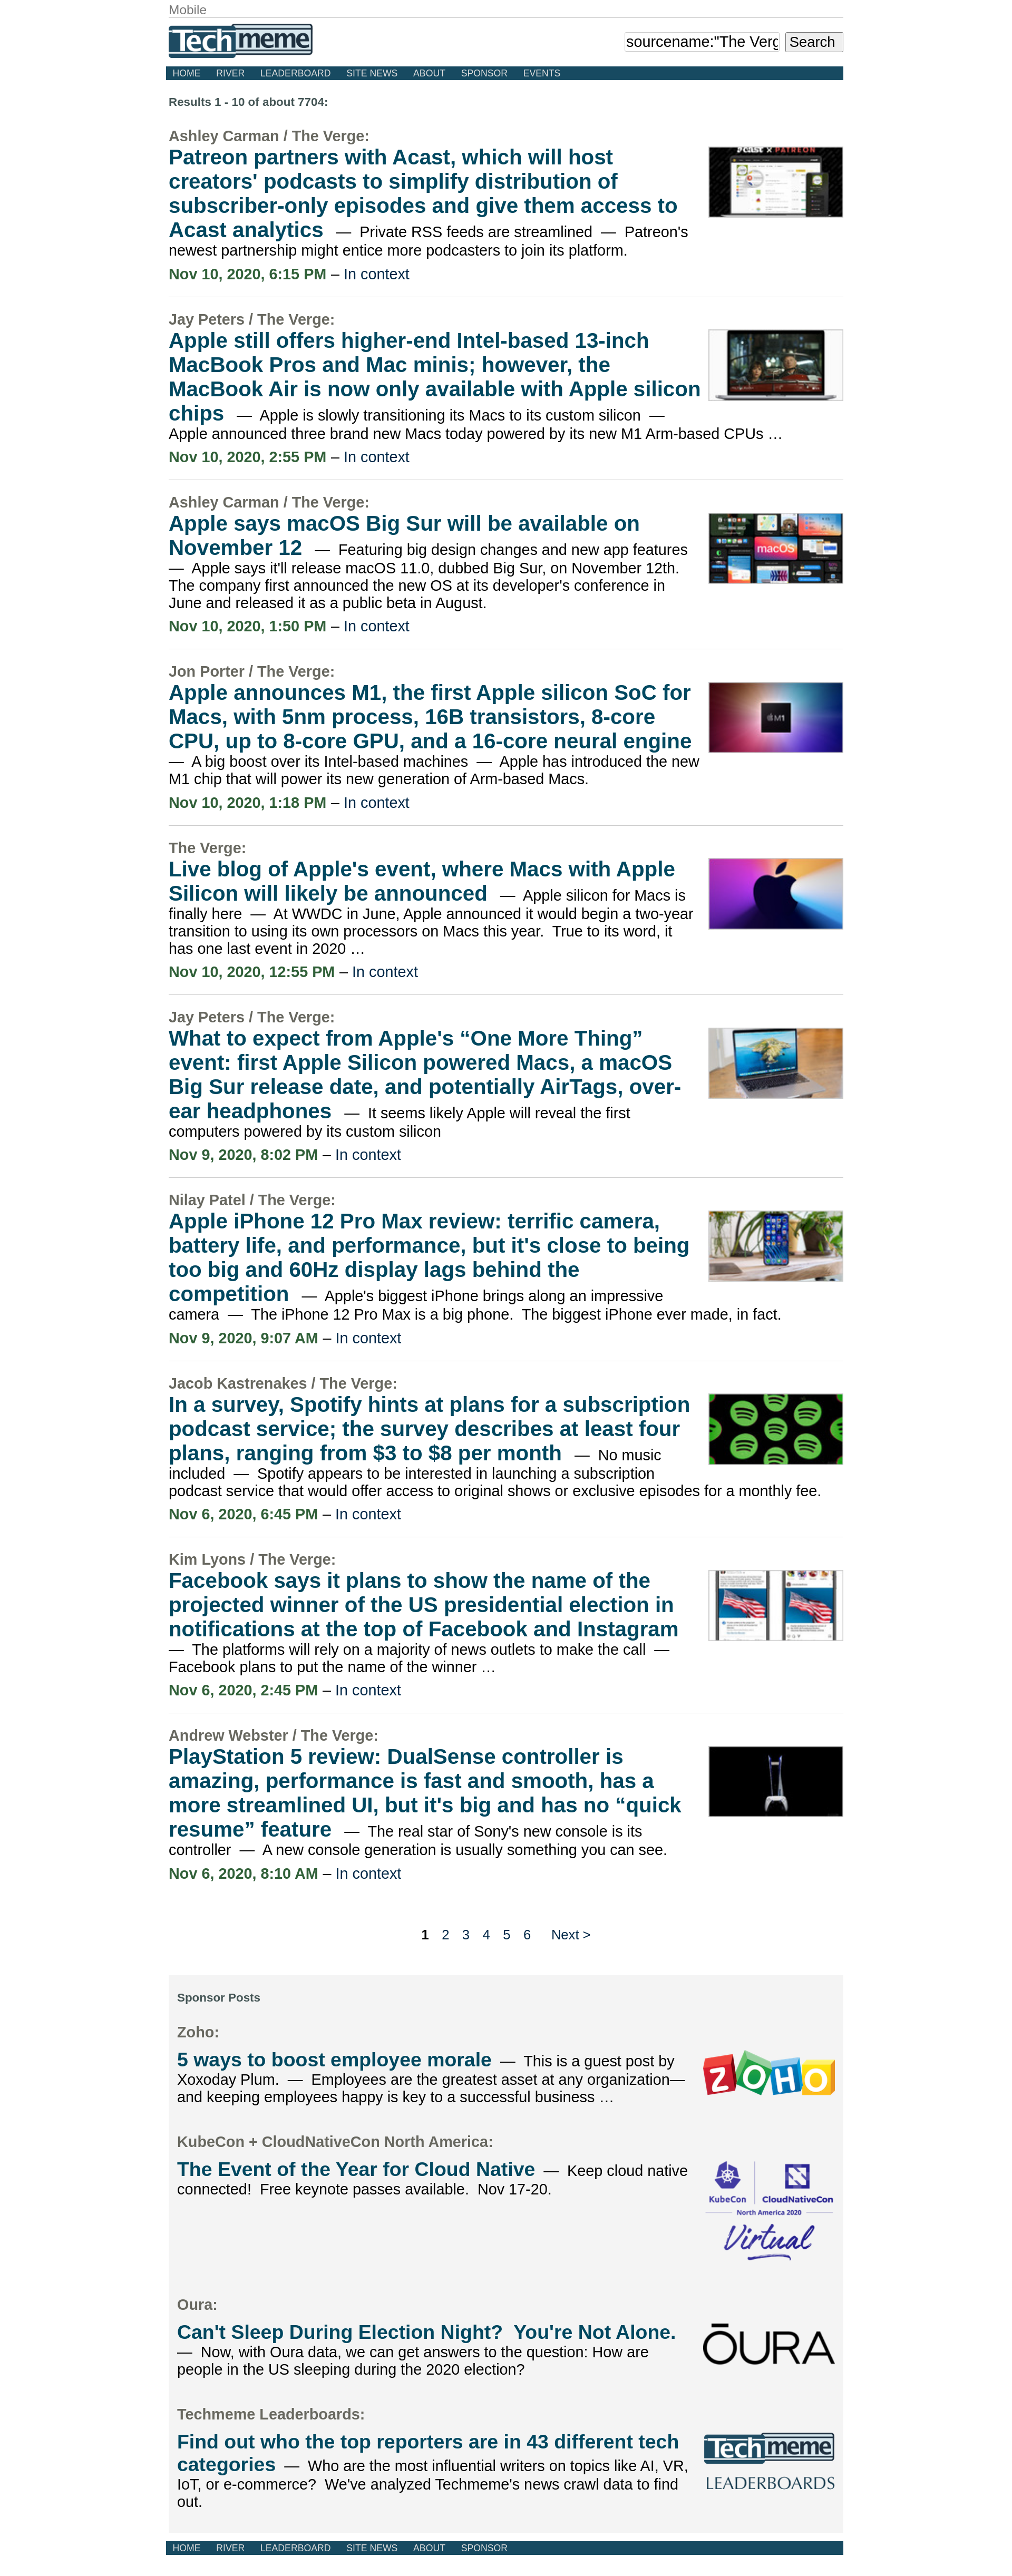 Mobile
Techmeme
sourcename:"The Verg
Search
HOME RIVER LEADERBOARD SITE NEWS ABOUT SPONSOR EVENTS
Results 1 - 10 of about 7704:
Ashley Carman / The Verge:
Patreon partners with Acast, which will host
creators' podcasts to simplify distribution of
subscriber-only episodes and give them access to
Acast analytics — Private RSS feeds are streamlined — Patreon's
newest partnership might entice more podcasters to join its platform.
Nov 10, 2020, 6:15 PM – In context
Jay Peters / The Verge:
Apple still offers higher-end Intel-based 13-inch
MacBook Pros and Mac minis; however, the
MacBook Air is now only available with Apple silicon
chips — Apple is slowly transitioning its Macs to its custom silicon —
Apple announced three brand new Macs today powered by its new M1 Arm-based CPUs …
Nov 10, 2020, 2:55 PM – In context
Ashley Carman / The Verge:
Apple says macOS Big Sur will be available on
November 12 — Featuring big design changes and new app features
— Apple says it'll release macOS 11.0, dubbed Big Sur, on November 12th.
The company first announced the new OS at its developer's conference in
June and released it as a public beta in August.
macOS
Nov 10, 2020, 1:50 PM – In context
Jon Porter / The Verge:
Apple announces M1, the first Apple silicon SoC for
Macs, with 5nm process, 16B transistors, 8-core
CPU, up to 8-core GPU, and a 16-core neural engine
— A big boost over its Intel-based machines — Apple has introduced the new
M1 chip that will power its new generation of Arm-based Macs.
M1
Nov 10, 2020, 1:18 PM – In context
The Verge:
Live blog of Apple's event, where Macs with Apple
Silicon will likely be announced — Apple silicon for Macs is
finally here — At WWDC in June, Apple announced it would begin a two-year
transition to using its own processors on Macs this year. True to its word, it
has one last event in 2020 …
Nov 10, 2020, 12:55 PM – In context
Jay Peters / The Verge:
What to expect from Apple's “One More Thing”
event: first Apple Silicon powered Macs, a macOS
Big Sur release date, and potentially AirTags, over-
ear headphones — It seems likely Apple will reveal the first
computers powered by its custom silicon
Nov 9, 2020, 8:02 PM – In context
Nilay Patel / The Verge:
Apple iPhone 12 Pro Max review: terrific camera,
battery life, and performance, but it's close to being
too big and 60Hz display lags behind the
competition — Apple's biggest iPhone brings along an impressive
camera — The iPhone 12 Pro Max is a big phone. The biggest iPhone ever made, in fact.
Nov 9, 2020, 9:07 AM – In context
Jacob Kastrenakes / The Verge:
In a survey, Spotify hints at plans for a subscription
podcast service; the survey describes at least four
plans, ranging from $3 to $8 per month — No music
included — Spotify appears to be interested in launching a subscription
podcast service that would offer access to original shows or exclusive episodes for a monthly fee.
Nov 6, 2020, 6:45 PM – In context
Kim Lyons / The Verge:
Facebook says it plans to show the name of the
projected winner of the US presidential election in
notifications at the top of Facebook and Instagram
— The platforms will rely on a majority of news outlets to make the call —
Facebook plans to put the name of the winner …
Nov 6, 2020, 2:45 PM – In context
Andrew Webster / The Verge:
PlayStation 5 review: DualSense controller is
amazing, performance is fast and smooth, has a
more streamlined UI, but it's big and has no “quick
resume” feature — The real star of Sony's new console is its
controller — A new console generation is usually something you can see.
Nov 6, 2020, 8:10 AM – In context
1 2 3 4 5 6 Next >
Sponsor Posts
Zoho:
5 ways to boost employee morale — This is a guest post by
Xoxoday Plum. — Employees are the greatest asset at any organization—
and keeping employees happy is key to a successful business …
ZOHO
KubeCon + CloudNativeCon North America:
The Event of the Year for Cloud Native — Keep cloud native
connected! Free keynote passes available. Nov 17-20.
KubeCon CloudNativeCon
North America 2020
Virtual
Oura:
Can't Sleep During Election Night? You're Not Alone.
— Now, with Oura data, we can get answers to the question: How are
people in the US sleeping during the 2020 election?
ŌURA
Techmeme Leaderboards:
Find out who the top reporters are in 43 different tech
categories — Who are the most influential writers on topics like AI, VR,
IoT, or e-commerce? We've analyzed Techmeme's news crawl data to find
out.
Techmeme
LEADERBOARDS
HOME RIVER LEADERBOARD SITE NEWS ABOUT SPONSOR